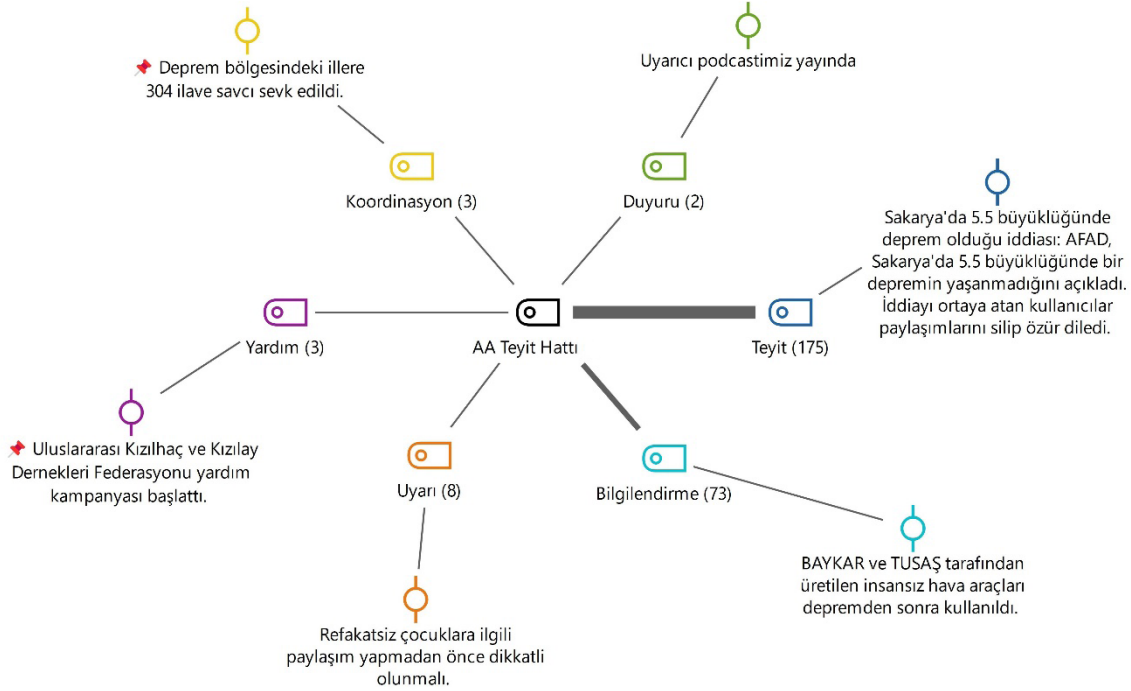 📌 Deprem bölgesindeki illere
304 ilave savcı sevk edildi.
Uyarıcı podcastimiz yayında
Koordinasyon (3)
Duyuru (2)
Sakarya'da 5.5 büyüklüğünde
deprem olduğu iddiası: AFAD,
Sakarya'da 5.5 büyüklüğünde bir
depremin yaşanmadığını açıkladı.
İddiayı ortaya atan kullanıcılar
paylaşımlarını silip özür diledi.
Yardım (3)
AA Teyit Hattı
Teyit (175)
📌 Uluslararası Kızılhaç ve Kızılay
Dernekleri Federasyonu yardım
kampanyası başlattı.
Uyarı (8)
Bilgilendirme (73)
BAYKAR ve TUSAŞ tarafından
üretilen insansız hava araçları
depremden sonra kullanıldı.
Refakatsiz çocuklara ilgili
paylaşım yapmadan önce dikkatli
olunmalı.